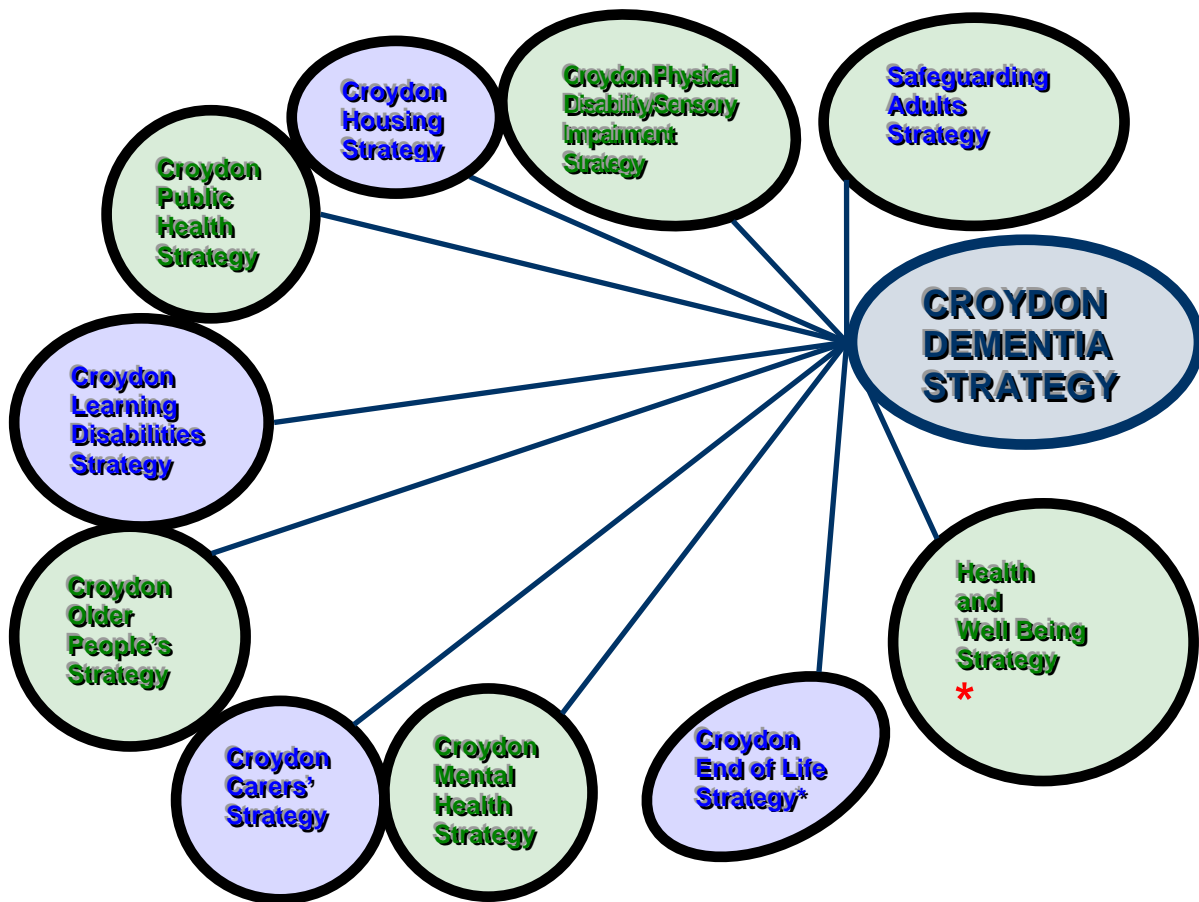 Croydon
Housing
Strategy
Croydon Physical
Disability/Sensory
Impairment
Strategy
Safeguarding
Adults
Strategy
Croydon
Public
Health
Strategy
CROYDON
DEMENTIA
STRATEGY
Croydon
Learning
Disabilities
Strategy
Croydon
Older
People’s
Strategy
Health
and
Well Being
Strategy
*
Croydon
Carers’
Strategy
Croydon
Mental
Health
Strategy
Croydon
End of Life
Strategy*